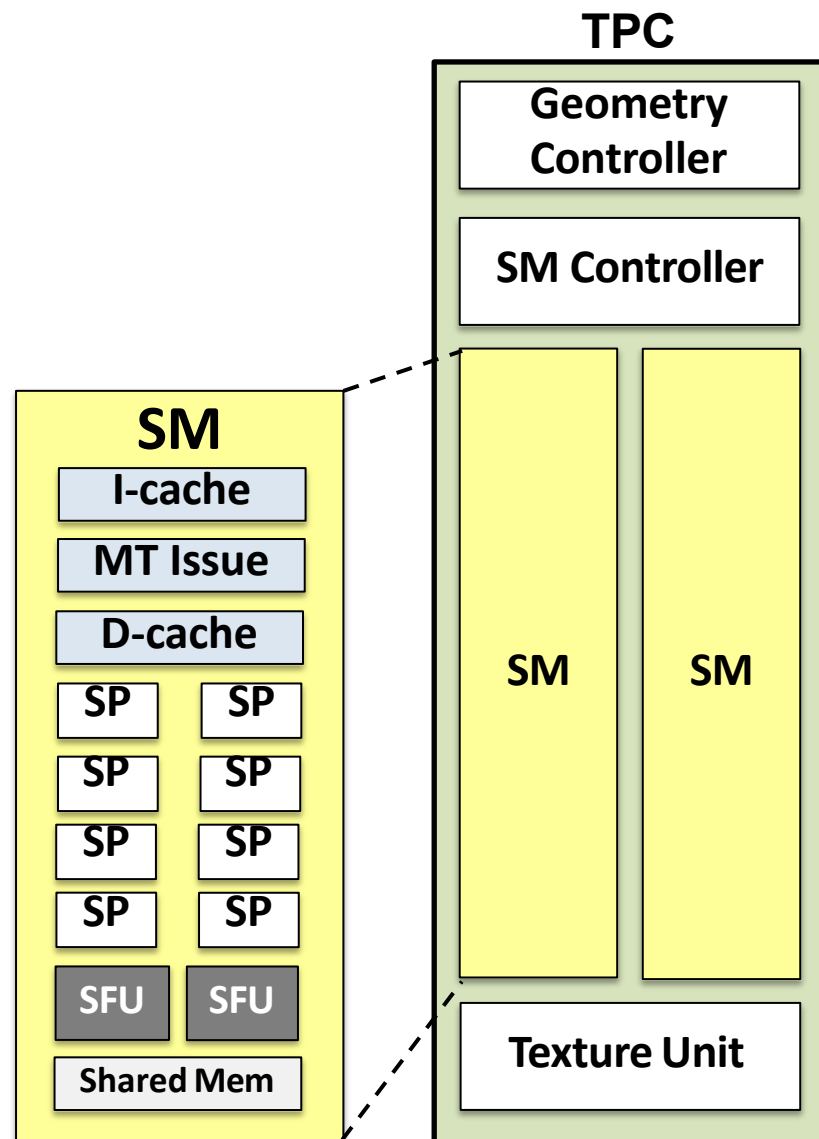 TPC
Geometry
Controller
SM Controller
SM
SM
SM
I-cache
MT Issue
D-cache
SP
SP
SP
SP
SP
SP
SP
SP
SFU
SFU
Shared Mem
Texture Unit